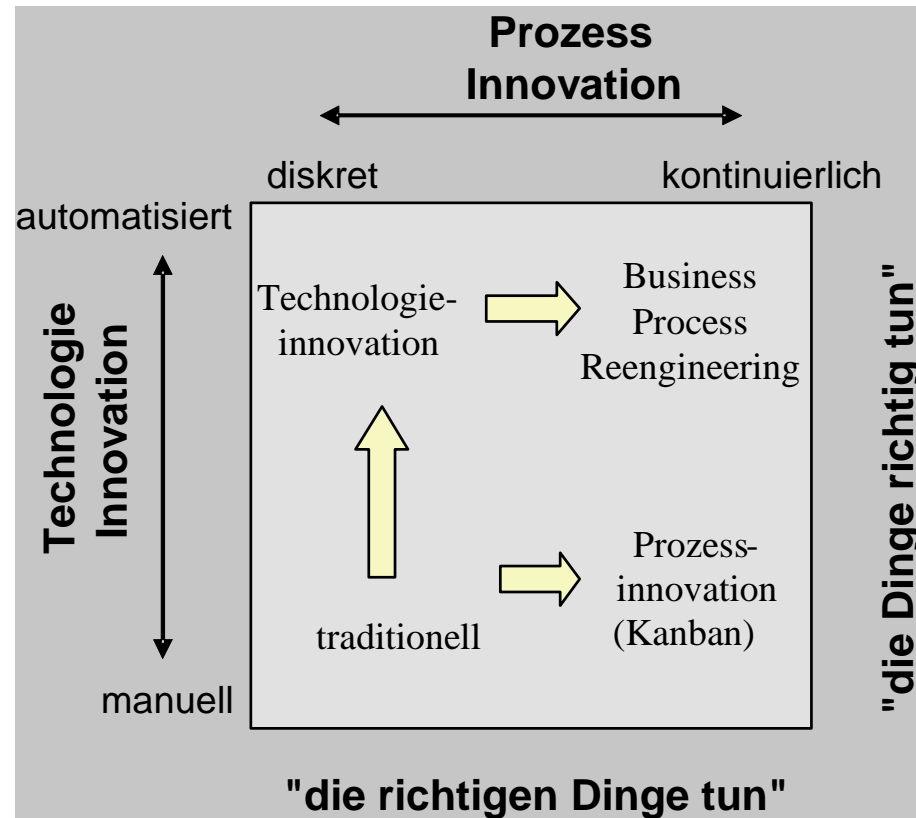 Prozess
Innovation
diskret
kontinuierlich
automatisiert
Technologie
Innovation
manuell
Technologie-
innovation
Business
Process
Reengineering
traditionell
Prozess-
innovation
(Kanban)
"die Dinge richtig tun"
"die richtigen Dinge tun"